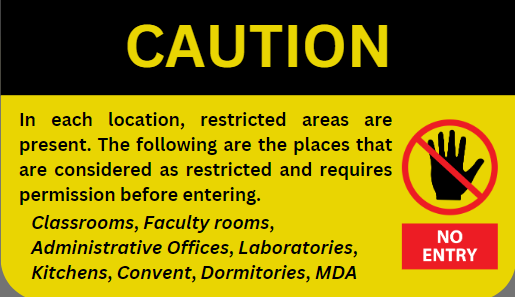 CAUTION
In each location, restricted areas are
present. The following are the places that
are considered as restricted and requires
permission before entering.
Classrooms, Faculty rooms,
Administrative Offices, Laboratories,
Kitchens, Convent, Dormitories, MDA
NO
ENTRY